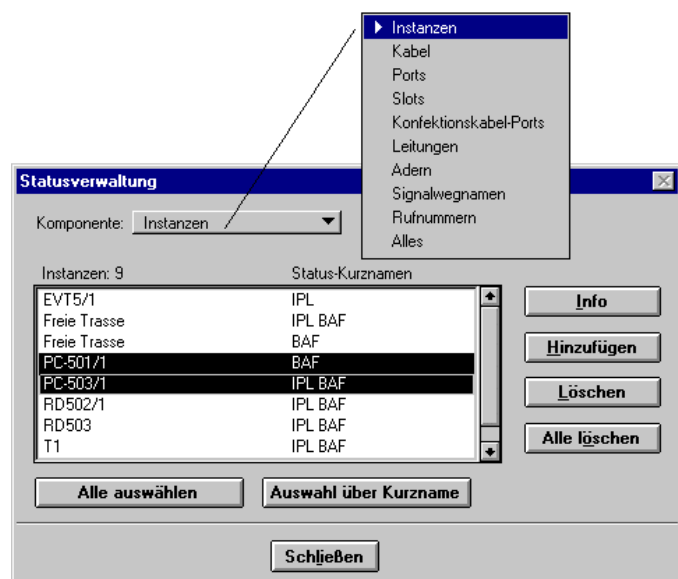 Instanzen
Kabel
Ports
Slots
Konfektionskabel-Ports
Leitungen
Adern
Signalwegnamen
Rufnummern
Alles
Statusverwaltung
Komponente: Instanzen
Instanzen: 9 Status-Kurznamen
EVT5/1 IPL
Freie Trasse IPL BAF
Freie Trasse BAF
PC-501/1 BAF
PC-503/1 IPL BAF
RD502/1 IPL BAF
RD503 IPL BAF
T1 IPL BAF
Info
Hinzufügen
Löschen
Alle löschen
Alle auswählen Auswahl über Kurzname
Schließen